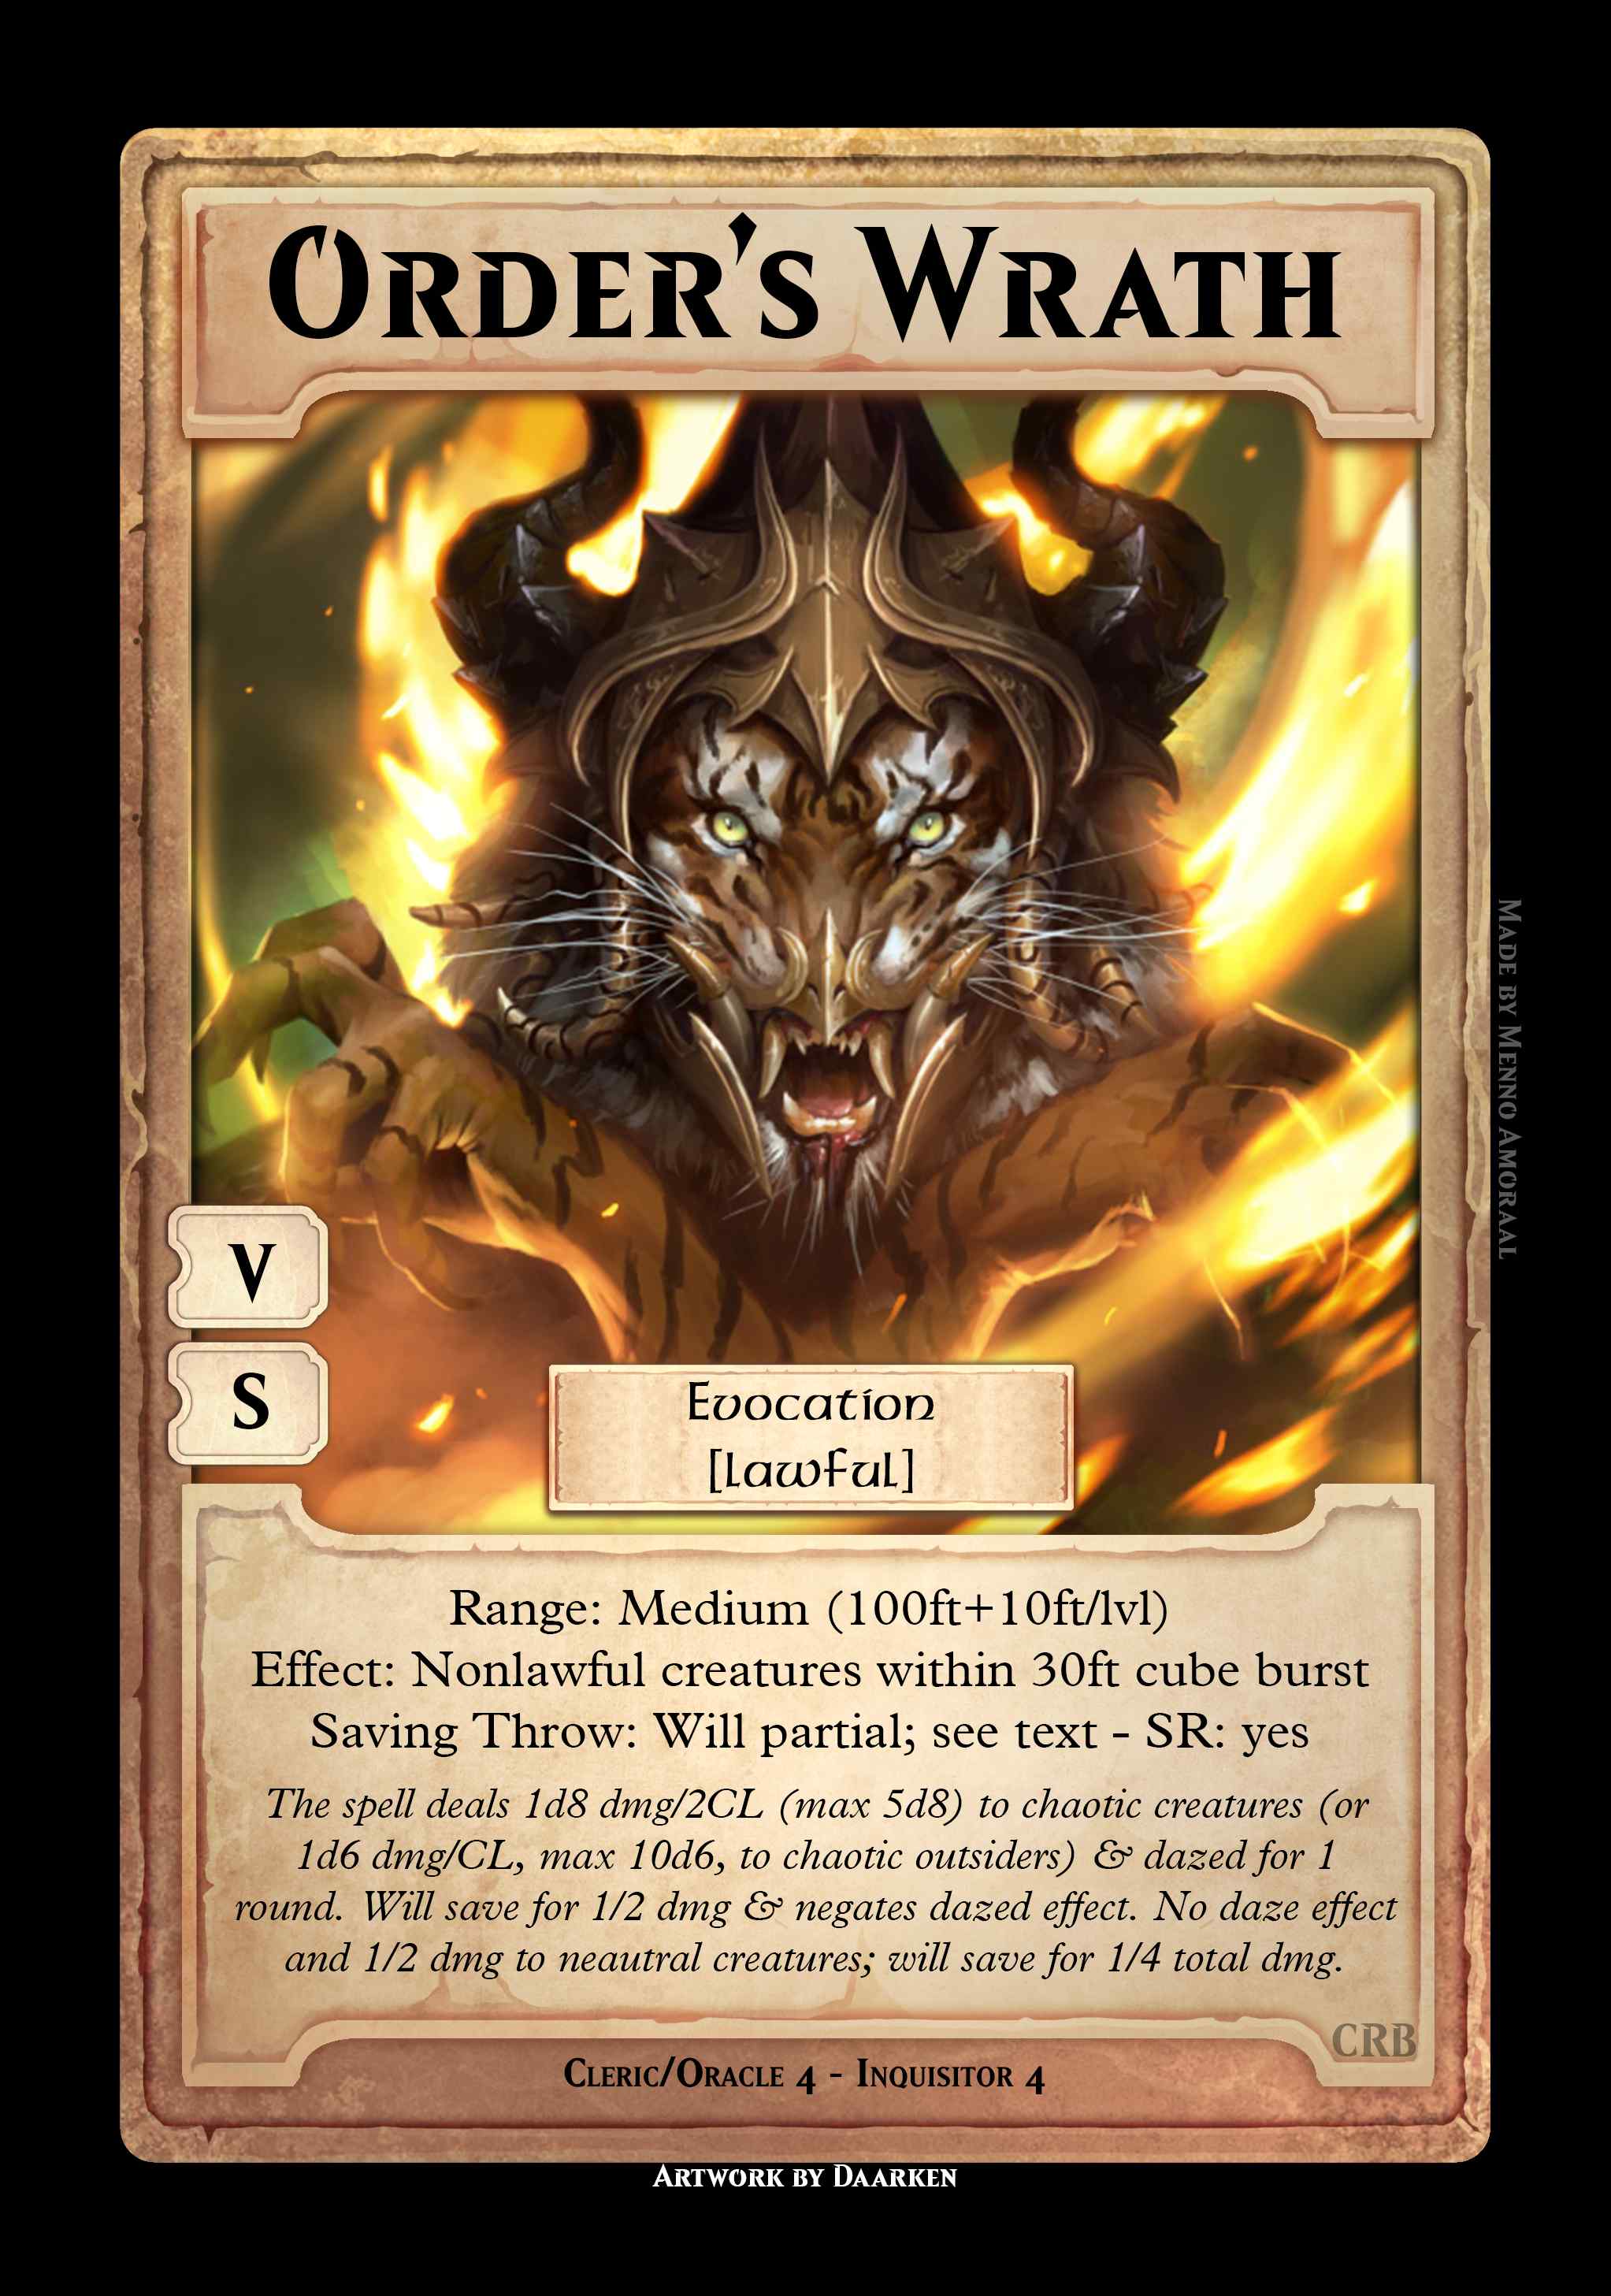 Order's Wrath
V
S
Evocation
[Lawful]
Range: Medium (100ft+10ft/lvl)
Effect: Nonlawful creatures within 30ft cube burst
Saving Throw: Will partial; see text - SR: yes
The spell deals 1d8 dmg/2CL (max 5d8) to chaotic creatures (or
1d6 dmg/CL, max 10d6, to chaotic outsiders) & dazed for 1
round. Will save for 1/2 dmg & negates dazed effect. No daze effect
and 1/2 dmg to neautral creatures; will save for 1/4 total dmg.
CRB
Cleric/Oracle 4 - Inquisitor 4
Artwork by Daarken
Made by Menno Amoraal